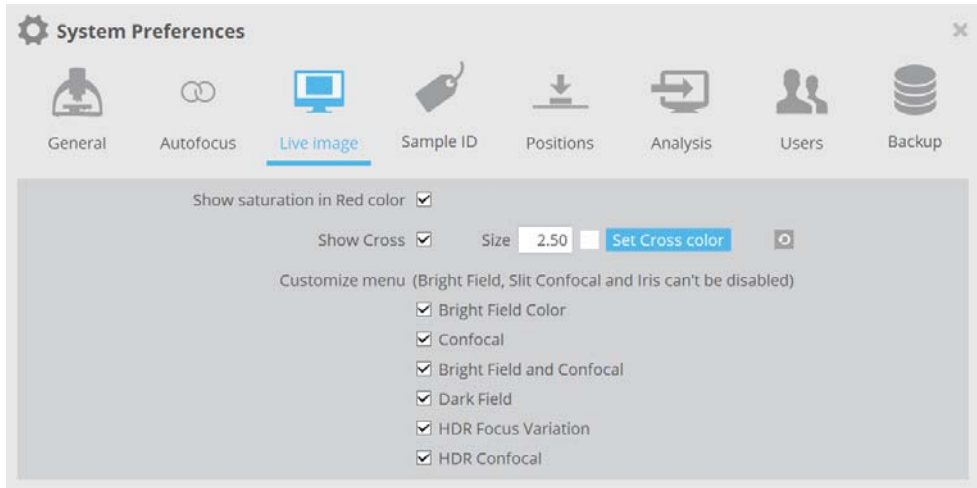 System Preferences
General Autofocus Live image Sample ID Positions Analysis Users Backup
Show saturation in Red color
Show Cross Size 2.50 Set Cross color
Customize menu (Bright Field, Slit Confocal and Iris can't be disabled)
Bright Field Color
Confocal
Bright Field and Confocal
Dark Field
HDR Focus Variation
HDR Confocal